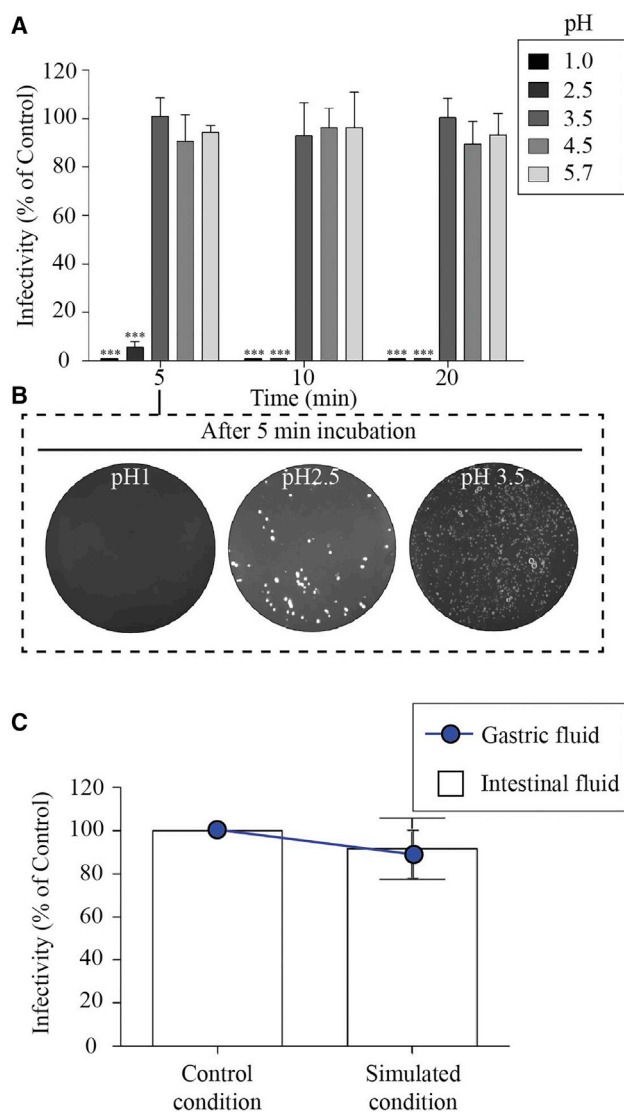 A
pH
1.0
2.5
3.5
4.5
5.7
Infectivity (% of Control)
120
100
80
60
40
20
0
*** *** *** *** *** ***
5 10 20
Time (min)
B
After 5 min incubation
pH1 pH2.5 pH 3.5
C
Gastric fluid
Intestinal fluid
Infectivity (% of Control)
120
100
80
60
40
20
0
Control condition
Simulated condition